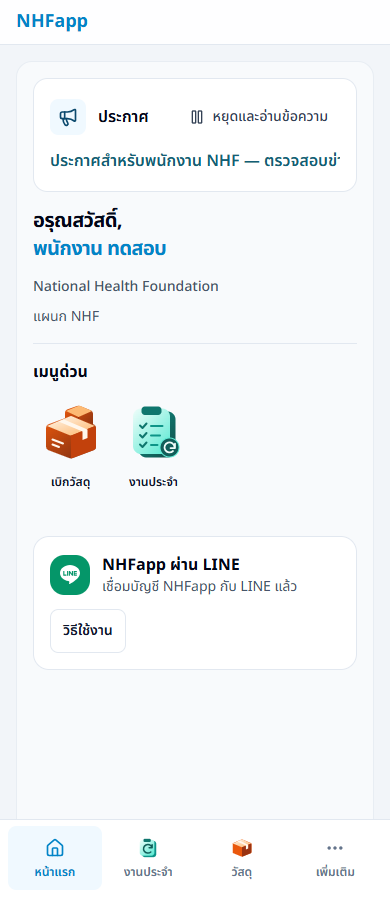 NHFapp
ประกาศ
หยุดและอ่านข้อความ
ประกาศสำหรับพนักงาน NHF — ตรวจสอบ
อรุณสวัสดิ์,
พนักงาน ทดสอบ
National Health Foundation
แผนก NHF
เมนูด่วน
เบิกวัสดุ
งานประจำ
LINE
NHFapp ผ่าน LINE
เชื่อมบัญชี NHFapp กับ LINE แล้ว
วิธีใช้งาน
หน้าแรก
งานประจำ
วัสดุ
เพิ่มเติม